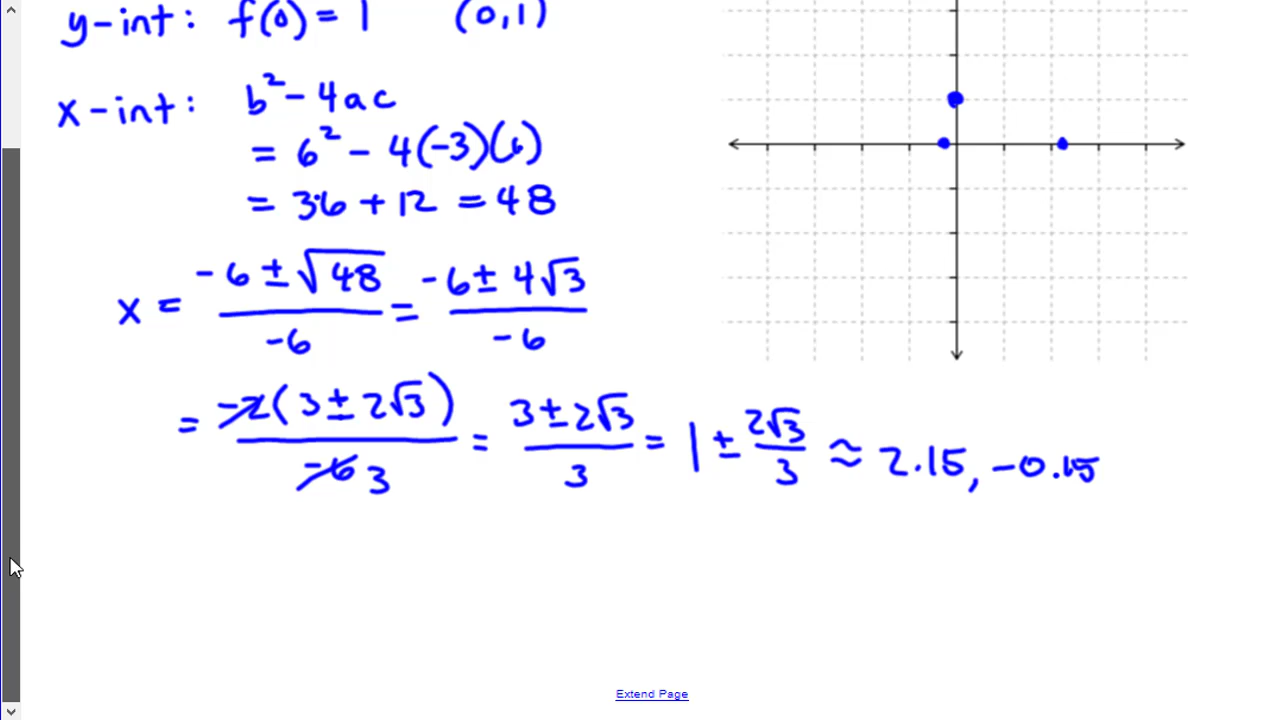 y-int: f(0) = 1 (0,1)
x-int: b² - 4ac
= 6² - 4(-3)(6)
= 36 + 12 = 48
x = (-6 ± √48)/-6 = (-6 ± 4√3)/-6
= -2(3 ± 2√3)/-6 3 = (3 ± 2√3)/3 = 1 ± 2√3/3 ≈ 2.15, -0.15
Extend Page